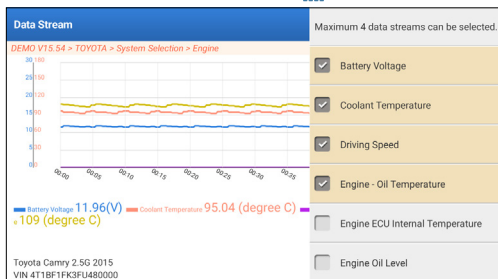 Data Stream
Maximum 4 data streams can be selected.
DEMO V15.54 > TOYOTA > System Selection > Engine
30 180
25 150
20 120
15 90
10 60
5 30
0 0
00:00 00:05 00:10 00:15 00:20 00:25 00:30 00:35
Battery Voltage 11.96(V) Coolant Temperature 95.04 (degree C)
109 (degree C)
Toyota Camry 2.5G 2015
VIN 4T1BF1FK3FU480000
Battery Voltage
Coolant Temperature
Driving Speed
Engine - Oil Temperature
Engine ECU Internal Temperature
Engine Oil Level